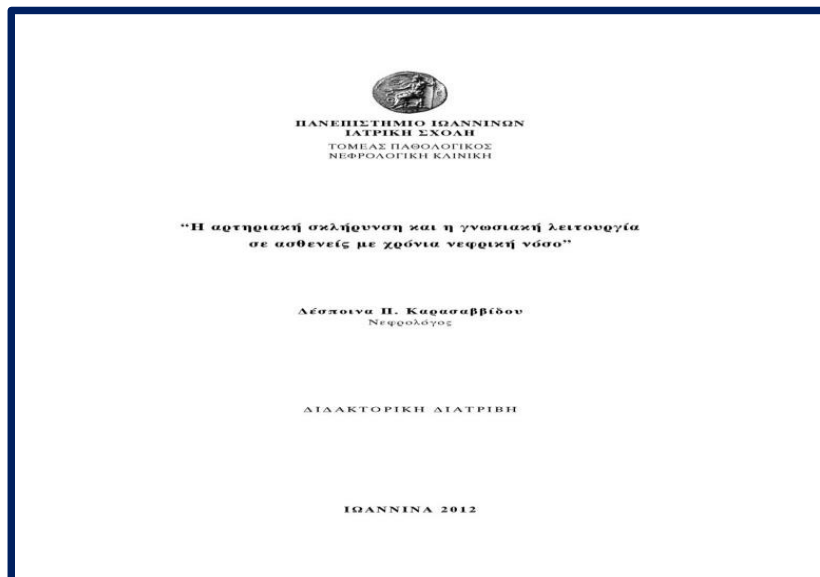 ΠΑΝΕΠΙΣΤΗΜΙΟ ΙΩΑΝΝΙΝΩΝ
ΙΑΤΡΙΚΗ ΣΧΟΛΗ
ΤΟΜΕΑΣ ΠΑΘΟΛΟΓΙΚΟΣ
ΝΕΦΡΟΛΟΓΙΚΗ ΚΛΙΝΙΚΗ
“Η αρτηριακή σκλήρυνση και η γνωσιακή λειτουργία
σε ασθενείς με χρόνια νεφρική νόσο”
Δέσποινα Π. Καρασαββίδου
Νεφρολόγος
ΔΙΔΑΚΤΟΡΙΚΗ ΔΙΑΤΡΙΒΗ
ΙΩΑΝΝΙΝΑ 2012